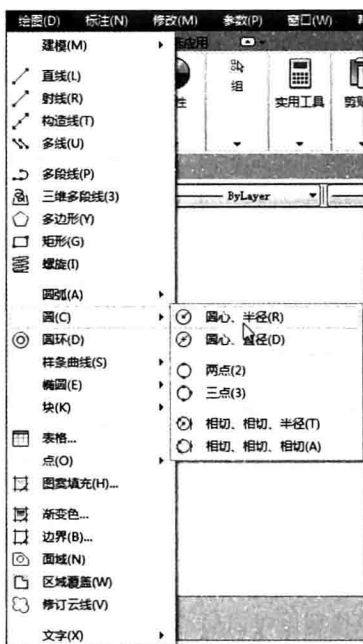 绘图(D) 标注(N) 修改(M) 参数(P) 窗口(W)
建模(M)
直线(L)
射线(R)
构造线(T)
多线(U)
多段线(P)
三维多段线(3)
多边形(Y)
矩形(G)
螺旋(I)
圆弧(A)
圆(C)
圆环(D)
样条曲线(S)
椭圆(E)
块(K)
表格...
点(O)
图案填充(H)...
渐变色...
边界(B)...
面域(N)
区域覆盖(W)
修订云线(V)
文字(X)
应用
性
组
实用工具
剪贴
ByLayer
圆心、半径(R)
圆心、直径(D)
两点(2)
三点(3)
相切、相切、半径(T)
相切、相切、相切(A)